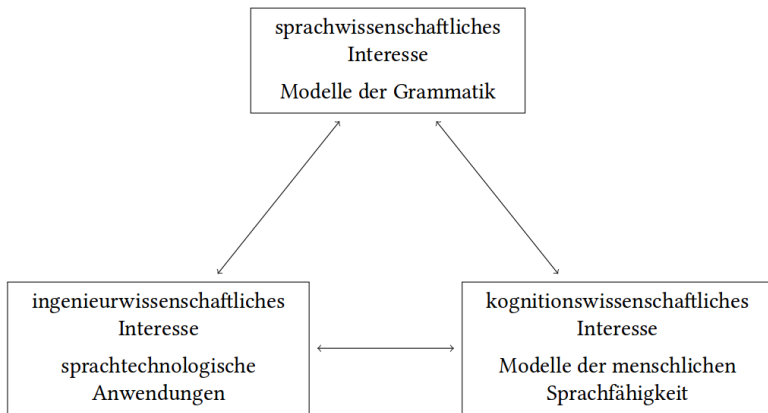 sprachwissenschaftliches
Interesse
Modelle der Grammatik
ingenieurwissenschaftliches
Interesse
sprachtechnologische
Anwendungen
kognitionswissenschaftliches
Interesse
Modelle der menschlichen
Sprachfähigkeit